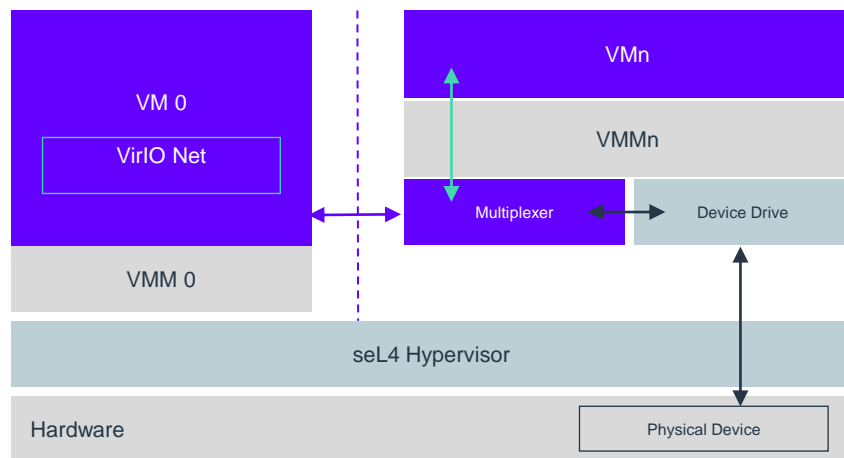 VM 0
VirIO Net
VMM 0
VMn
VMMn
Multiplexer
Device Drive
seL4 Hypervisor
Hardware
Physical Device